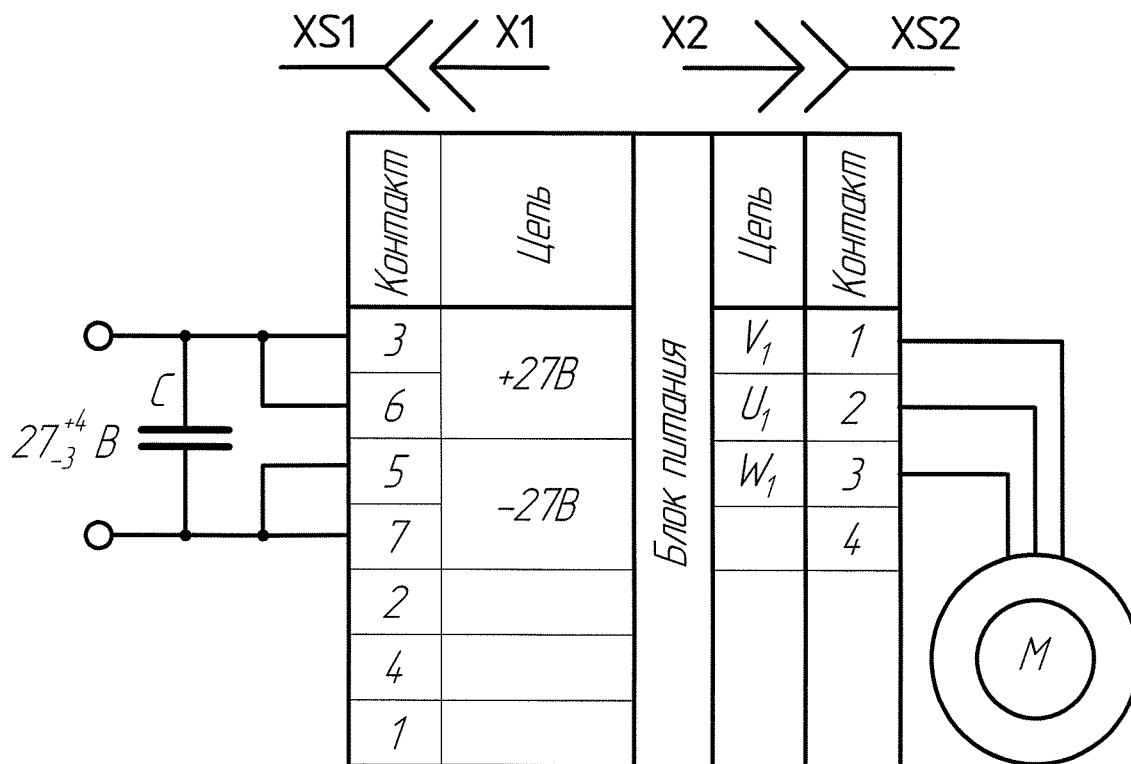 XS1 X1 X2 XS2
Контакт Цепь Блок питания Цепь Контакт
3 +27В V₁ 1
6 U₁ 2
5 -27В W₁ 3
7 4
2
4
1
C
27⁺⁴₋₃ В
M